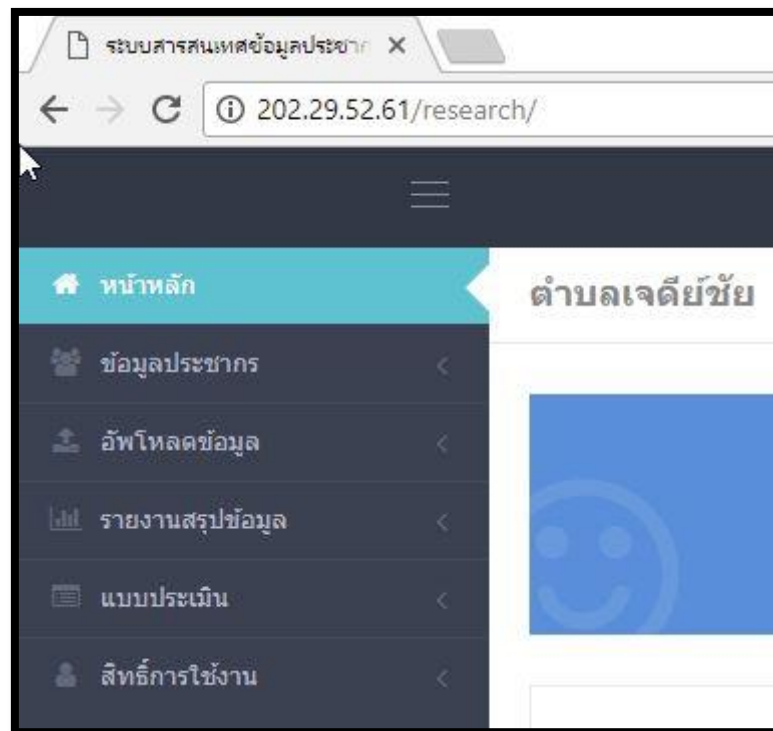 ระบบสารสนเทศข้อมูลประชาก
202.29.52.61/research/
หน้าหลัก
ตำบลเจดีย์ชัย
ข้อมูลประชากร
อัพโหลดข้อมูล
รายงานสรุปข้อมูล
แบบประเมิน
สิทธิ์การใช้งาน